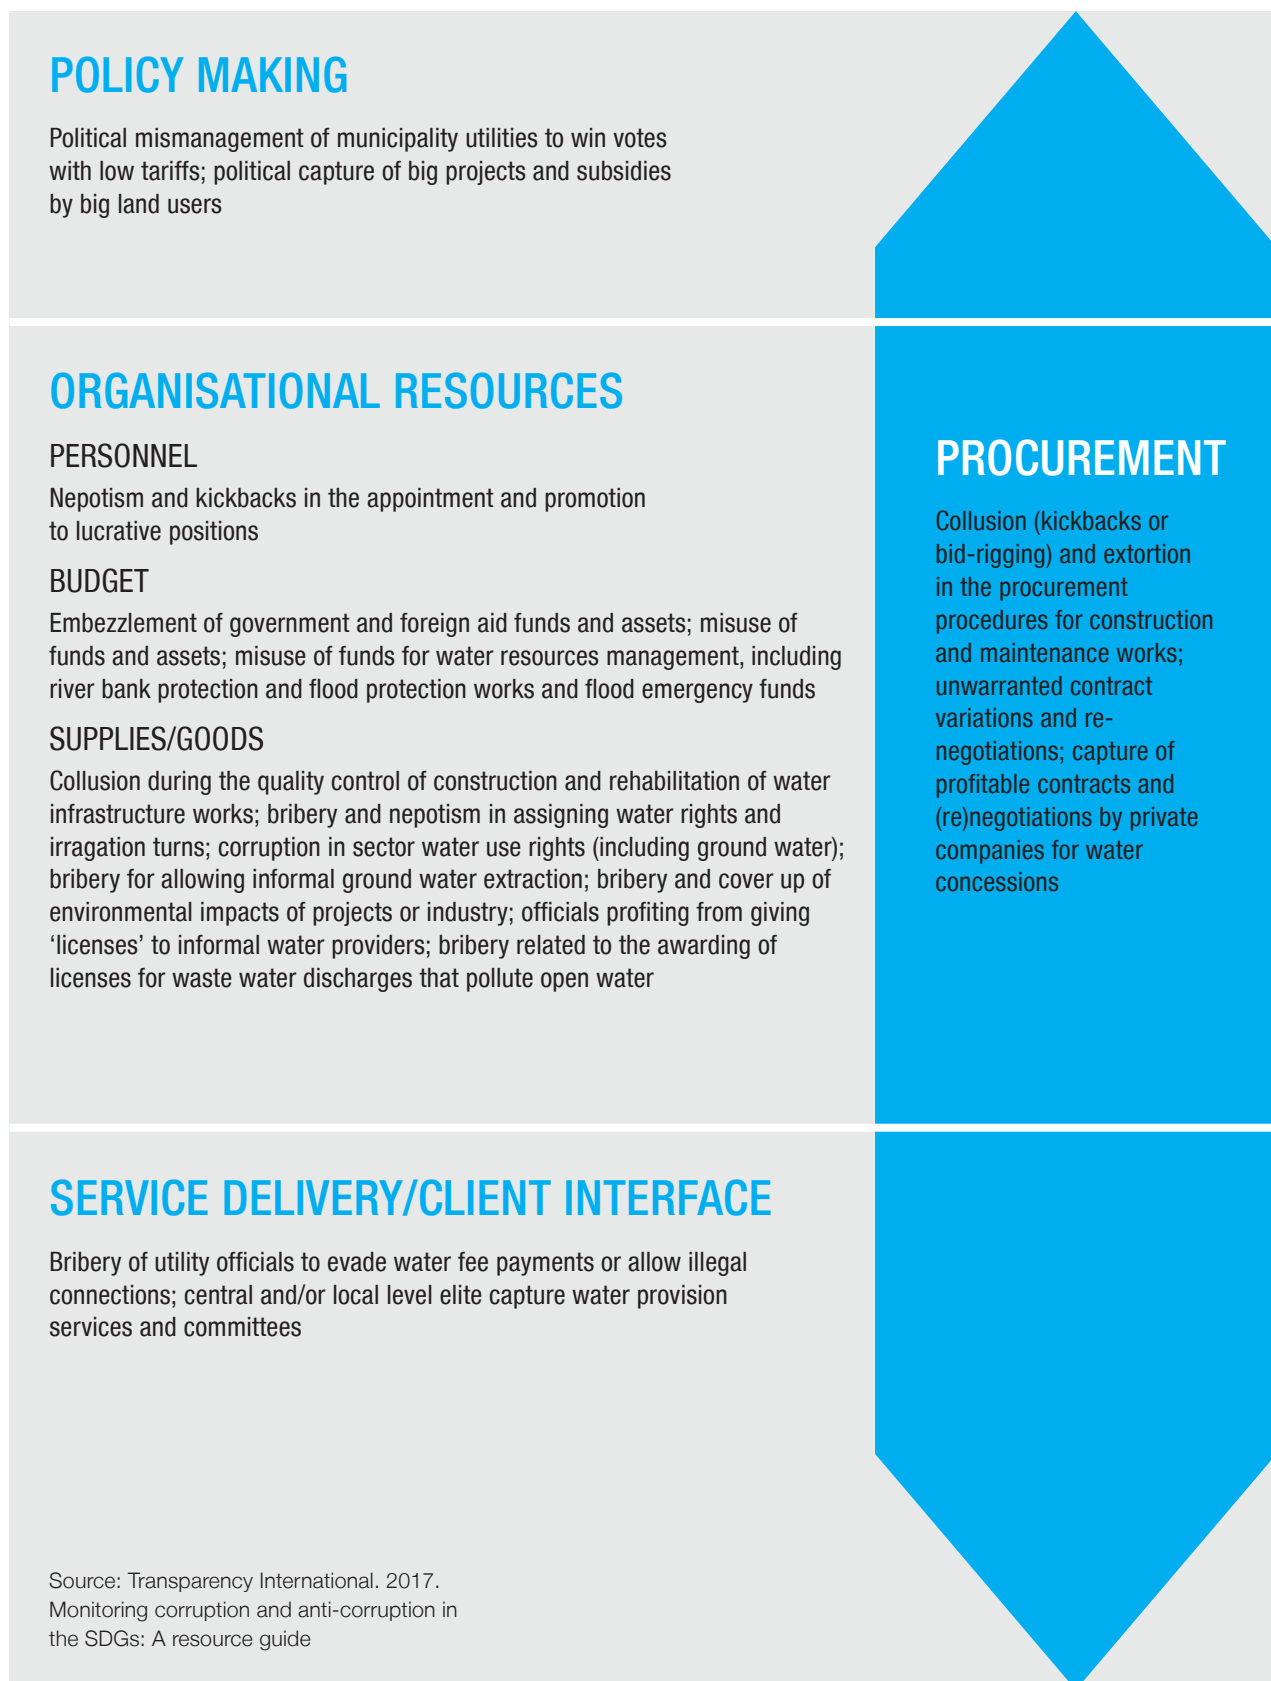 POLICY MAKING
Political mismanagement of municipality utilities to win votes
with low tariffs; political capture of big projects and subsidies
by big land users
ORGANISATIONAL RESOURCES
PERSONNEL
Nepotism and kickbacks in the appointment and promotion
to lucrative positions
BUDGET
Embezzlement of government and foreign aid funds and assets; misuse of
funds and assets; misuse of funds for water resources management, including
river bank protection and flood protection works and flood emergency funds
SUPPLIES/GOODS
Collusion during the quality control of construction and rehabilitation of water
infrastructure works; bribery and nepotism in assigning water rights and
irragation turns; corruption in sector water use rights (including ground water);
bribery for allowing informal ground water extraction; bribery and cover up of
environmental impacts of projects or industry; officials profiting from giving
‘licenses’ to informal water providers; bribery related to the awarding of
licenses for waste water discharges that pollute open water
PROCUREMENT
Collusion (kickbacks or
bid-rigging) and extortion
in the procurement
procedures for construction
and maintenance works;
unwarranted contract
variations and re-
negotiations; capture of
profitable contracts and
(re)negotiations by private
companies for water
concessions
SERVICE DELIVERY/CLIENT INTERFACE
Bribery of utility officials to evade water fee payments or allow illegal
connections; central and/or local level elite capture water provision
services and committees
Source: Transparency International. 2017.
Monitoring corruption and anti-corruption in
the SDGs: A resource guide